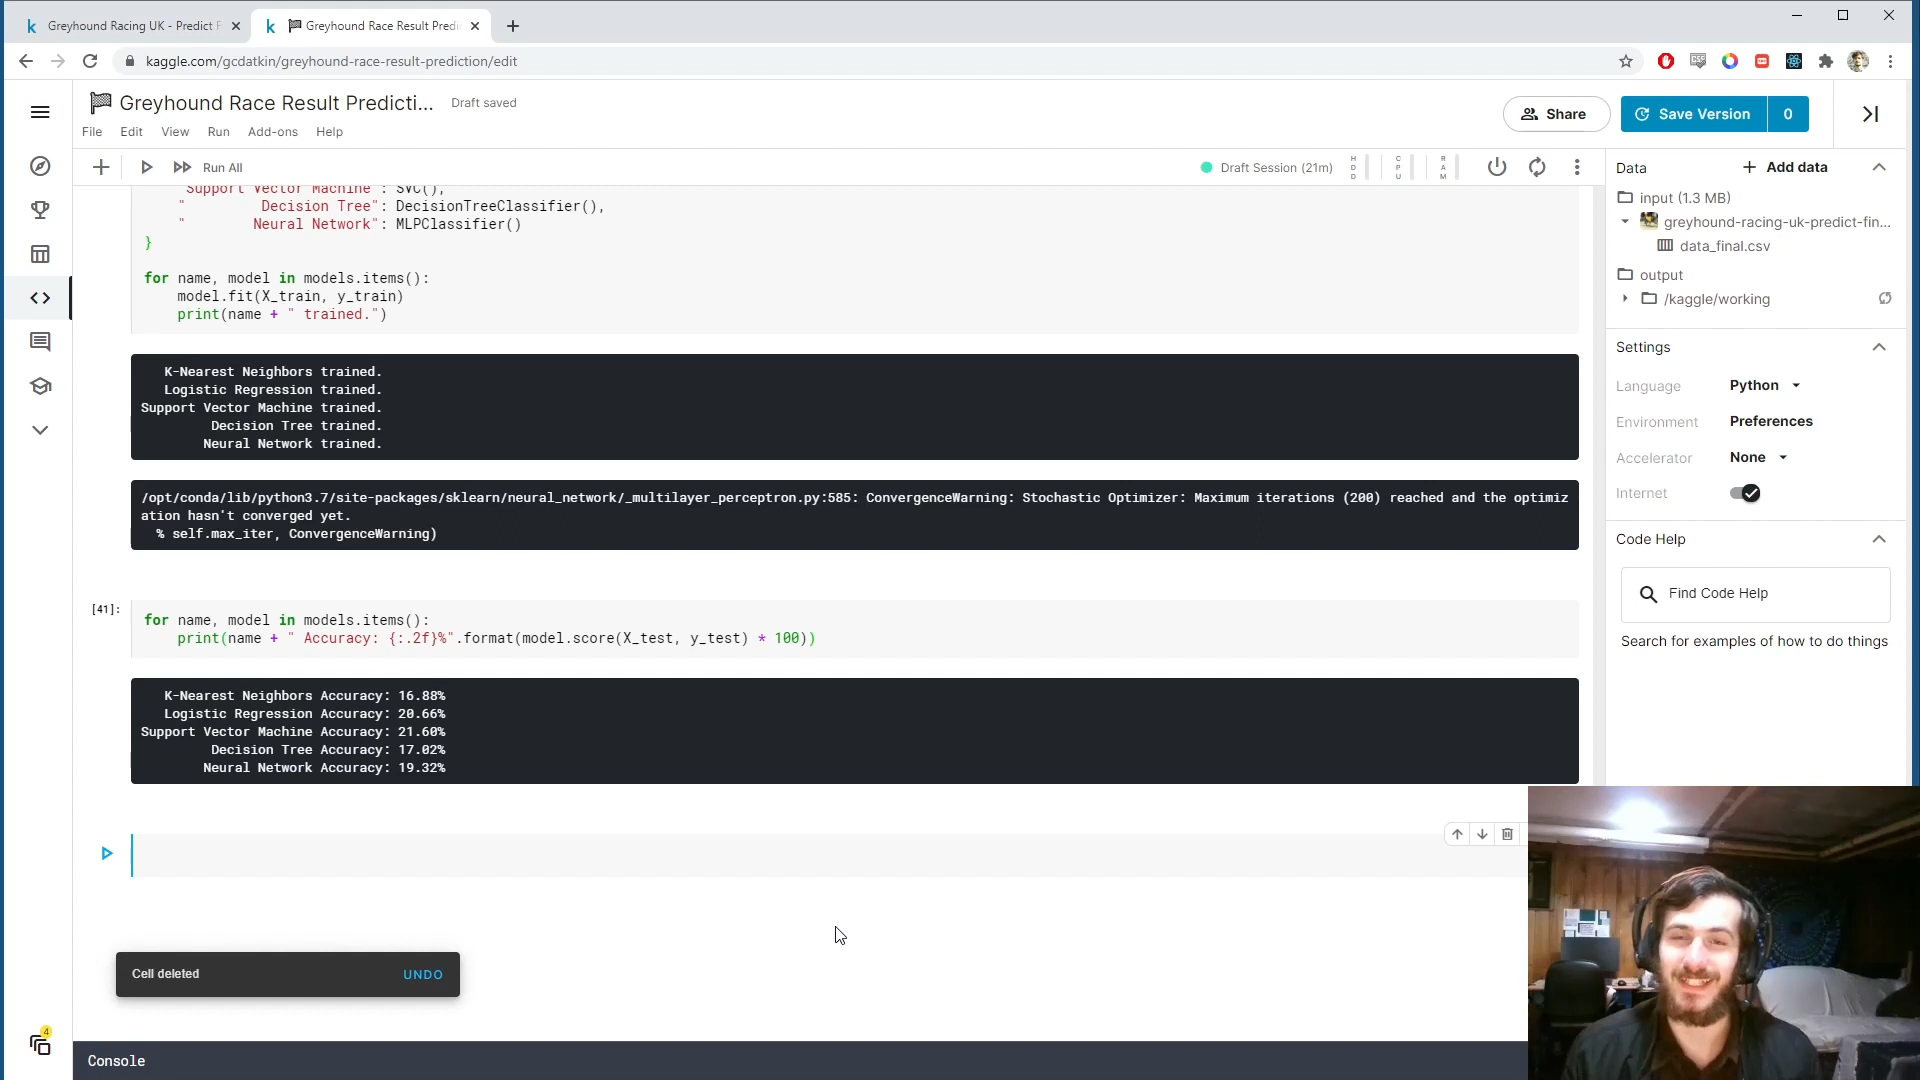 Greyhound Racing UK - Predict F
Greyhound Race Result Predi
kaggle.com/gcdatkin/greyhound-race-result-prediction/edit
Greyhound Race Result Predicti...
Draft saved
File Edit View Run Add-ons Help
Share
Save Version 0
Run All
Draft Session (21m)
HDD
CPU
RAM
"Support Vector Machine": SVC(),
"          Decision Tree": DecisionTreeClassifier(),
"         Neural Network": MLPClassifier()
}
for name, model in models.items():
model.fit(X_train, y_train)
print(name + " trained.")
K-Nearest Neighbors trained.
Logistic Regression trained.
Support Vector Machine trained.
Decision Tree trained.
Neural Network trained.
/opt/conda/lib/python3.7/site-packages/sklearn/neural_network/_multilayer_perceptron.py:585: ConvergenceWarning: Stochastic Optimizer: Maximum iterations (200) reached and the optimiz
ation hasn't converged yet.
% self.max_iter, ConvergenceWarning)
[41]:
for name, model in models.items():
print(name + " Accuracy: {:.2f}%".format(model.score(X_test, y_test) * 100))
K-Nearest Neighbors Accuracy: 16.88%
Logistic Regression Accuracy: 20.66%
Support Vector Machine Accuracy: 21.60%
Decision Tree Accuracy: 17.02%
Neural Network Accuracy: 19.32%
Cell deleted UNDO
4
Console
Data
Add data
input (1.3 MB)
greyhound-racing-uk-predict-fin...
data_final.csv
output
/kaggle/working
Settings
Language Python
Environment Preferences
Accelerator None
Internet
Code Help
Find Code Help
Search for examples of how to do things